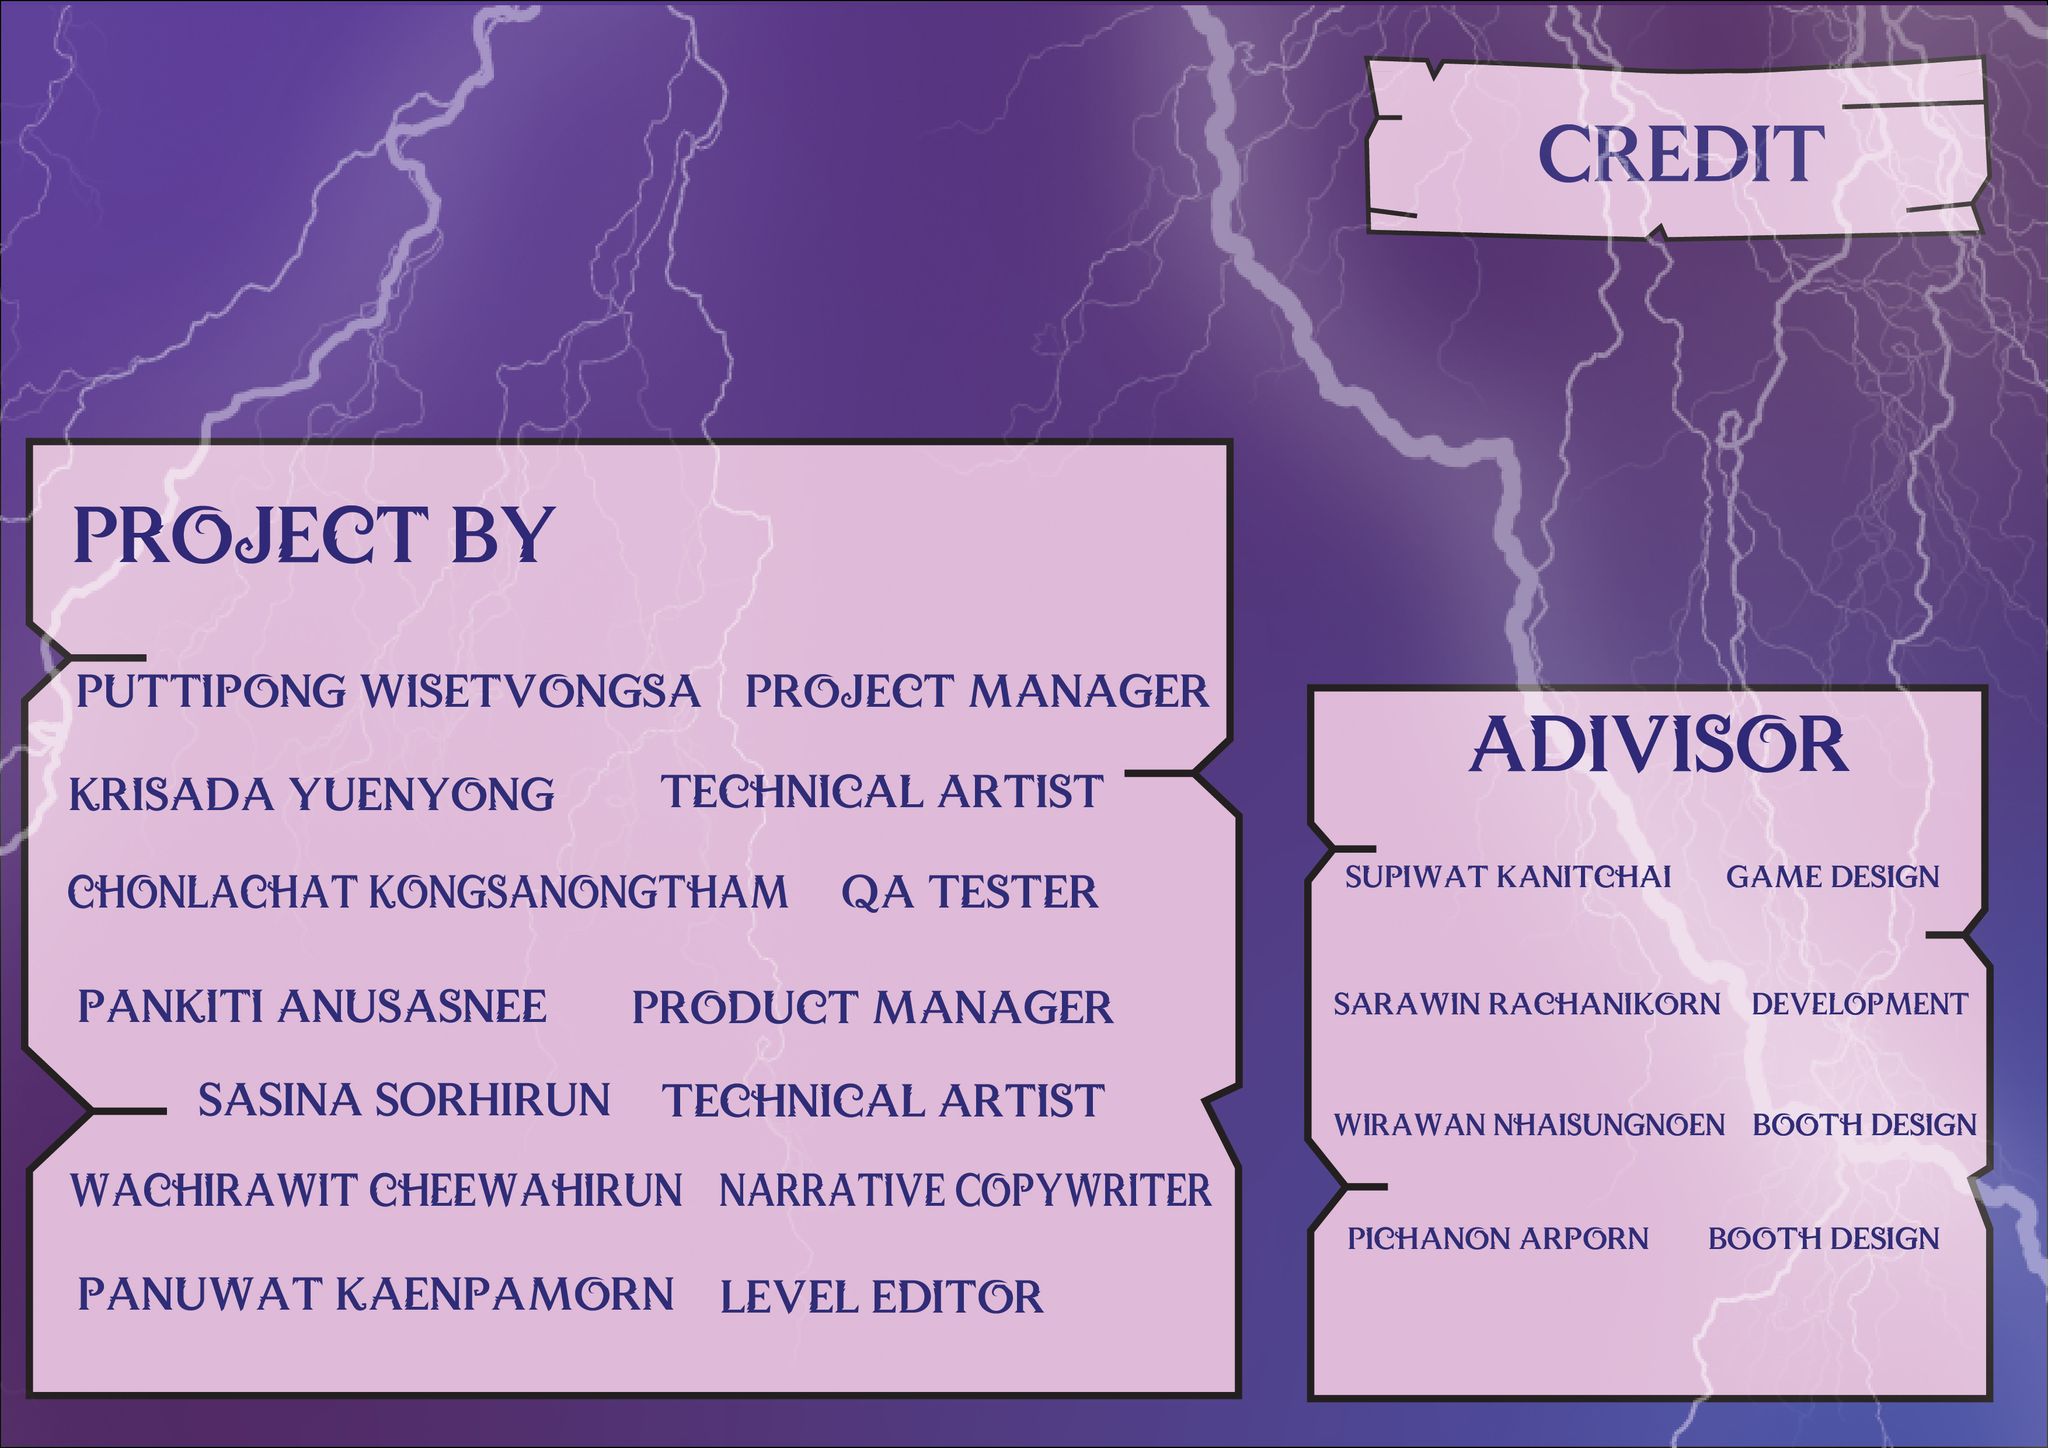 CREDIT
PROJECT BY
PUTTIPONG WISETVONGSA PROJECT MANAGER
KRISADA YUENYONG TECHNICAL ARTIST
CHONLACHAT KONGSANONGTHAM QA TESTER
PANKITI ANUSASNEE PRODUCT MANAGER
SASINA SORHIRUN TECHNICAL ARTIST
WACHIRAWIT CHEEWAHIRUN NARRATIVE COPYWRITER
PANUWAT KAENPAMORN LEVEL EDITOR
ADIVISOR
SUPIWAT KANITCHAI GAME DESIGN
SARAWIN RACHANIKORN DEVELOPMENT
WIRAWAN NHAISUNGNOEN BOOTH DESIGN
PICHANON ARPORN BOOTH DESIGN